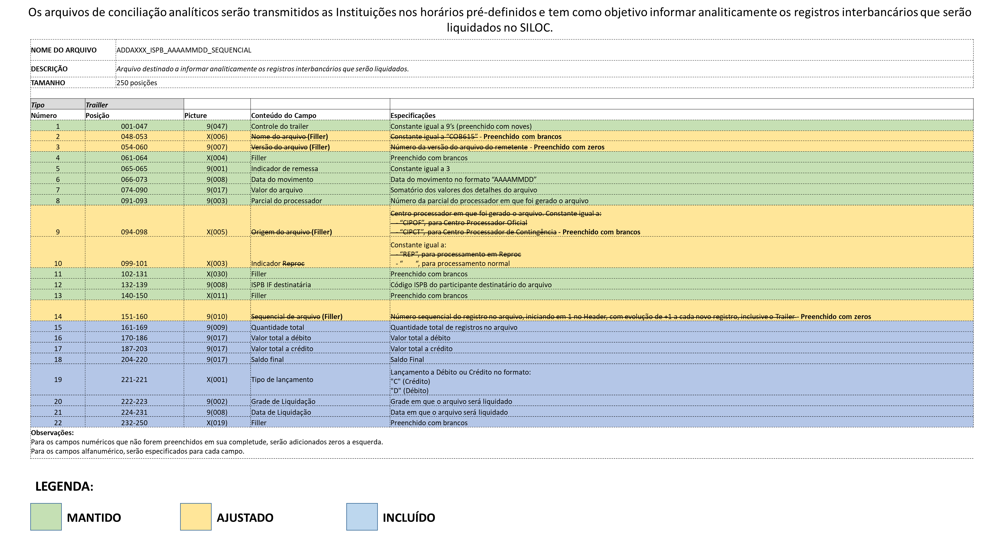 Os arquivos de conciliação analíticos serão transmitidos as Instituições nos horários pré-definidos e tem como objetivo informar analiticamente os registros interbancários que serão
liquidados no SILOC.
NOME DO ARQUIVO ADDAXXX_ISPB_AAAAMMDD_SEQUENCIAL
DESCRIÇÃO Arquivo destinado a informar analiticamente os registros interbancários que serão liquidados.
TAMANHO 250 posições
Tipo Trailler
Número Posição Picture Conteúdo do Campo Especificações
1 001-047 9(047) Controle do trailer Constante igual a 9’s (preenchido com noves)
2 048-053 X(006) Nome do arquivo (Filler) Constante igual a “COB615” - Preenchido com brancos
3 054-060 9(007) Versão do arquivo (Filler) Número da versão do arquivo do remetente - Preenchido com zeros
4 061-064 X(004) Filler Preenchido com brancos
5 065-065 9(001) Indicador de remessa Constante igual a 3
6 066-073 9(008) Data do movimento Data do movimento no formato “AAAAMMDD”
7 074-090 9(017) Valor do arquivo Somatório dos valores dos detalhes do arquivo
8 091-093 9(003) Parcial do processador Número da parcial do processador em que foi gerado o arquivo
Centro processador em que foi gerado o arquivo. Constante igual a:
- “CIPOF”, para Centro Processador Oficial
9 094-098 X(005) Origem do arquivo (Filler) - “CIPCT”, para Centro Processador de Contingência - Preenchido com brancos
Constante igual a:
- “REP”, para processamento em Reproc
10 099-101 X(003) Indicador Reproc - “ “, para processamento normal
11 102-131 X(030) Filler Preenchido com brancos
12 132-139 9(008) ISPB IF destinatária Código ISPB do participante destinatário do arquivo
13 140-150 X(011) Filler Preenchido com brancos
14 151-160 9(010) Sequencial de arquivo (Filler) Número sequencial do registro no arquivo, iniciando em 1 no Header, com evolução de +1 a cada novo registro, inclusive o Trailer - Preenchido com zeros
15 161-169 9(009) Quantidade total Quantidade total de registros no arquivo
16 170-186 9(017) Valor total a débito Valor total a débito
17 187-203 9(017) Valor total a crédito Valor total a crédito
18 204-220 9(017) Saldo final Saldo Final
Lançamento a Débito ou Crédito no formato:
19 221-221 X(001) Tipo de lançamento "C" (Crédito)
"D" (Débito)
20 222-223 9(002) Grade de Liquidação Grade em que o arquivo será liquidado
21 224-231 9(008) Data de Liquidação Data em que o arquivo será liquidado
22 232-250 X(019) Filler Preenchido com brancos
Observações:
Para os campos numéricos que não forem preenchidos em sua completude, serão adicionados zeros a esquerda.
Para os campos alfanumérico, serão especificados para cada campo.
LEGENDA:
MANTIDO AJUSTADO INCLUÍDO